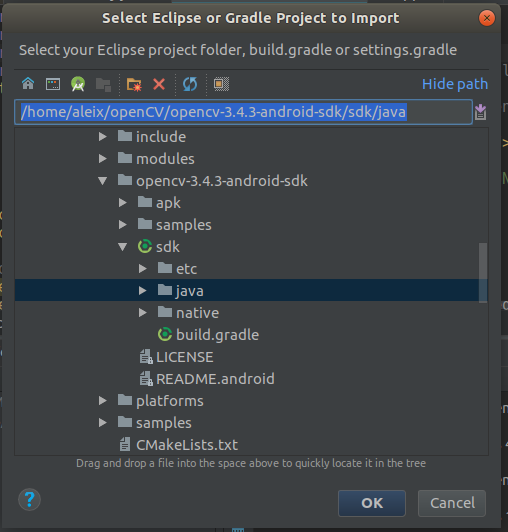 Select Eclipse or Gradle Project to Import
Select your Eclipse project folder, build.gradle or settings.gradle
Hide path
/home/aleix/openCV/opencv-3.4.3-android-sdk/sdk/java
include
modules
opencv-3.4.3-android-sdk
apk
samples
sdk
etc
java
native
build.gradle
LICENSE
README.android
platforms
samples
CMakeLists.txt
Drag and drop a file into the space above to quickly locate it in the tree
? OK Cancel